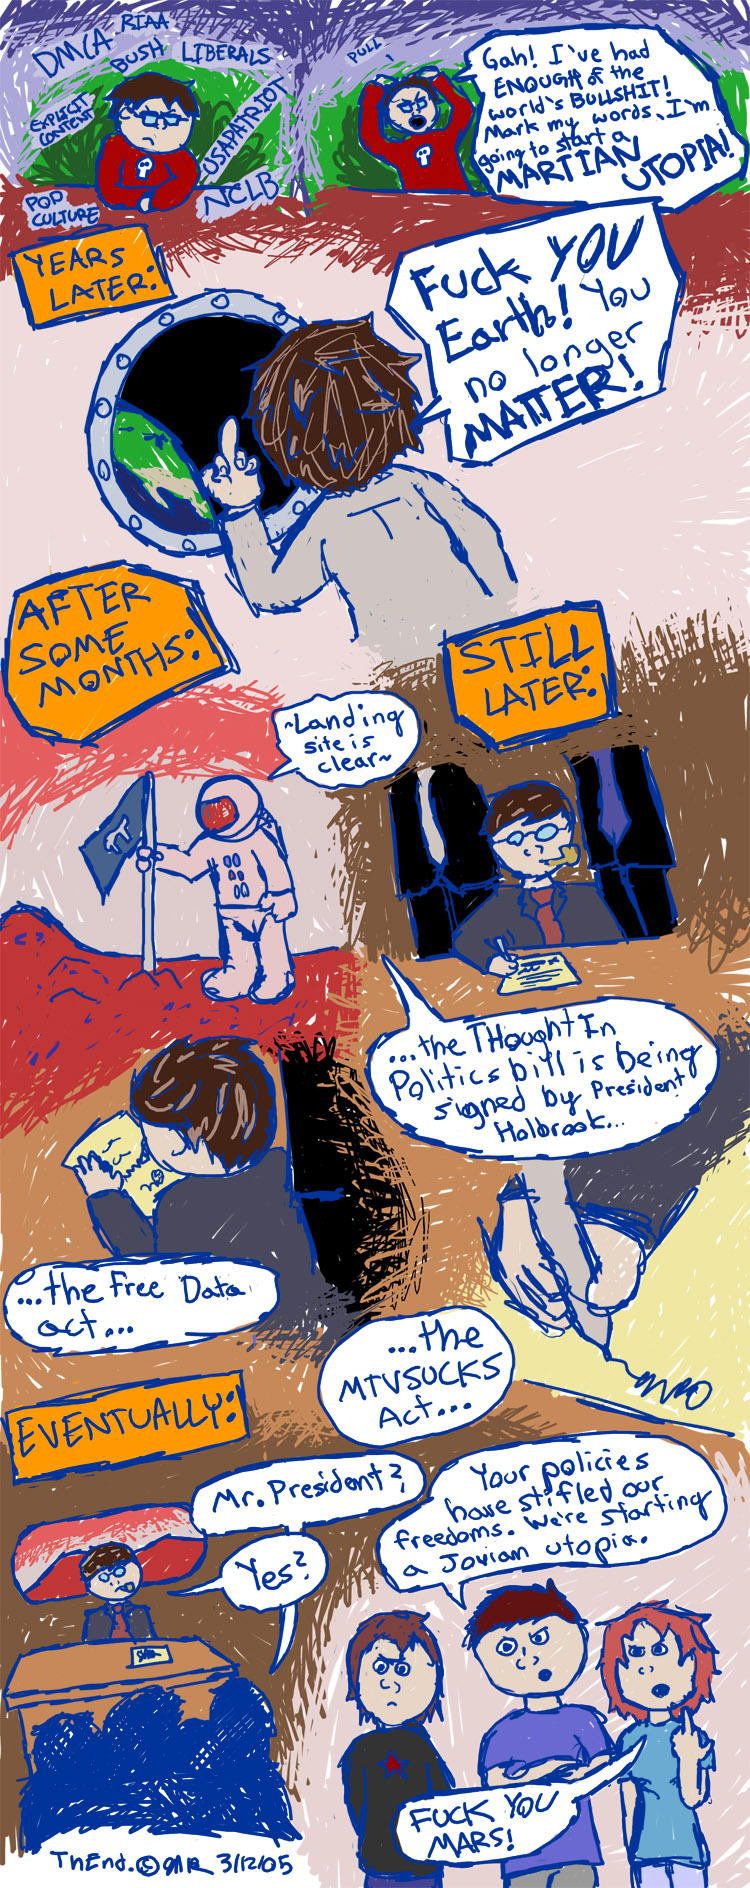 DMCA
RIAA
BUSH
LIBERALS
EXPLICIT
CONTENT
USAPATRIOT
POP
CULTURE
NCLB
PULL
Gah! I've had
ENOUGH of the
world's BULLSHIT!
Mark my words, I'm
going to start a
MARTIAN
UTOPIA!
YEARS
LATER:
Fuck YOU
Earth! You
no longer
MATTER!
AFTER
SOME
MONTHS:
~Landing
site is
clear~
STILL
LATER:
...the THought In
Politics bill is being
signed by President
Holbrook...
...the Free Data
act...
...the
MTVSUCKS
Act...
EVENTUALLY:
Mr. President?
Yes?
Your policies
have stifled our
freedoms. We're starting
a Jovian utopia.
FUCK YOU
MARS!
ThEnd. ©
3/12/05